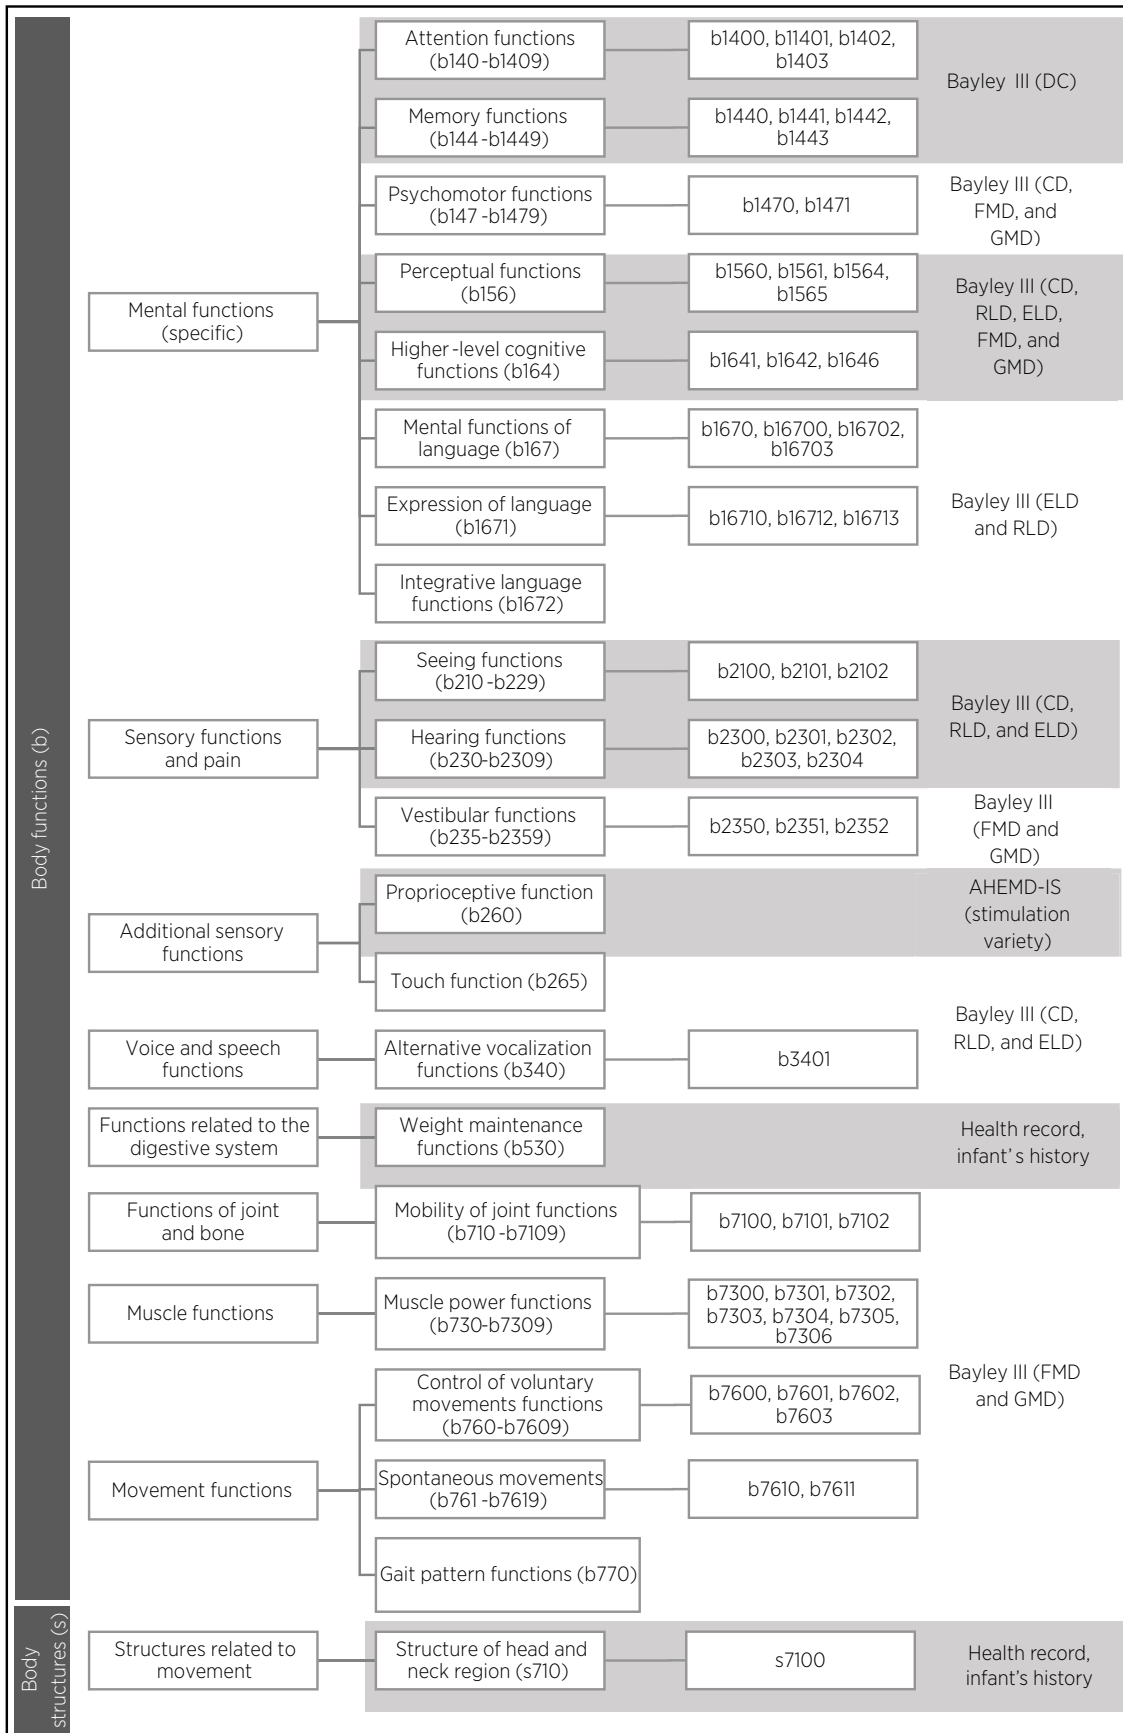 Body functions (b)
Mental functions
(specific)
Attention functions
(b140-b1409)
b1400, b11401, b1402,
b1403
Memory functions
(b144-b1449)
b1440, b1441, b1442,
b1443
Bayley III (DC)
Psychomotor functions
(b147-b1479)
b1470, b1471
Bayley III (CD,
FMD, and
GMD)
Perceptual functions
(b156)
b1560, b1561, b1564,
b1565
Higher-level cognitive
functions (b164)
b1641, b1642, b1646
Bayley III (CD,
RLD, ELD,
FMD, and
GMD)
Mental functions of
language (b167)
b1670, b16700, b16702,
b16703
Expression of language
(b1671)
b16710, b16712, b16713
Integrative language
functions (b1672)
Bayley III (ELD
and RLD)
Sensory functions
and pain
Seeing functions
(b210-b229)
b2100, b2101, b2102
Hearing functions
(b230-b2309)
b2300, b2301, b2302,
b2303, b2304
Bayley III (CD,
RLD, and ELD)
Vestibular functions
(b235-b2359)
b2350, b2351, b2352
Bayley III
(FMD and
GMD)
Additional sensory
functions
Proprioceptive function
(b260)
AHEMD-IS
(stimulation
variety)
Touch function (b265)
Voice and speech
functions
Alternative vocalization
functions (b340)
b3401
Bayley III (CD,
RLD, and ELD)
Functions related to the
digestive system
Weight maintenance
functions (b530)
Health record,
infant's history
Functions of joint
and bone
Mobility of joint functions
(b710-b7109)
b7100, b7101, b7102
Muscle functions
Muscle power functions
(b730-b7309)
b7300, b7301, b7302,
b7303, b7304, b7305,
b7306
Movement functions
Control of voluntary
movements functions
(b760-b7609)
b7600, b7601, b7602,
b7603
Spontaneous movements
(b761-b7619)
b7610, b7611
Gait pattern functions (b770)
Bayley III (FMD
and GMD)
Body
structures (s)
Structures related to
movement
Structure of head and
neck region (s710)
s7100
Health record,
infant's history